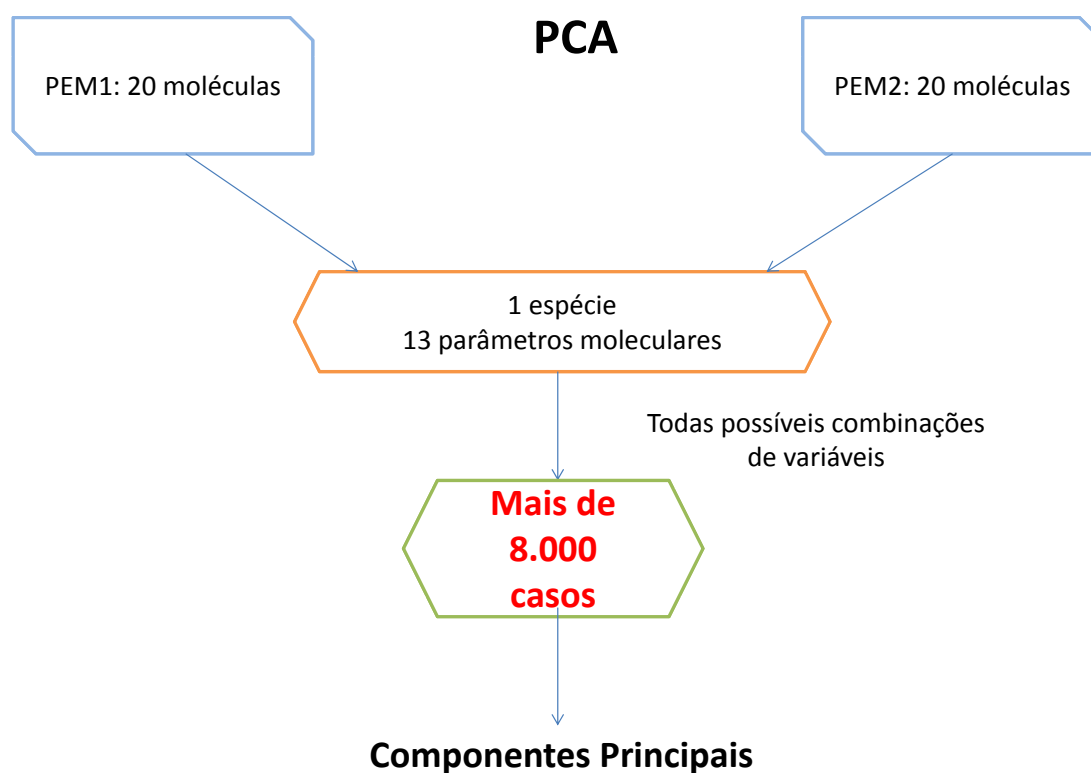 PCA
PEM1: 20 moléculas
PEM2: 20 moléculas
1 espécie
13 parâmetros moleculares
Todas possíveis combinações
de variáveis
Mais de
8.000
casos
Componentes Principais